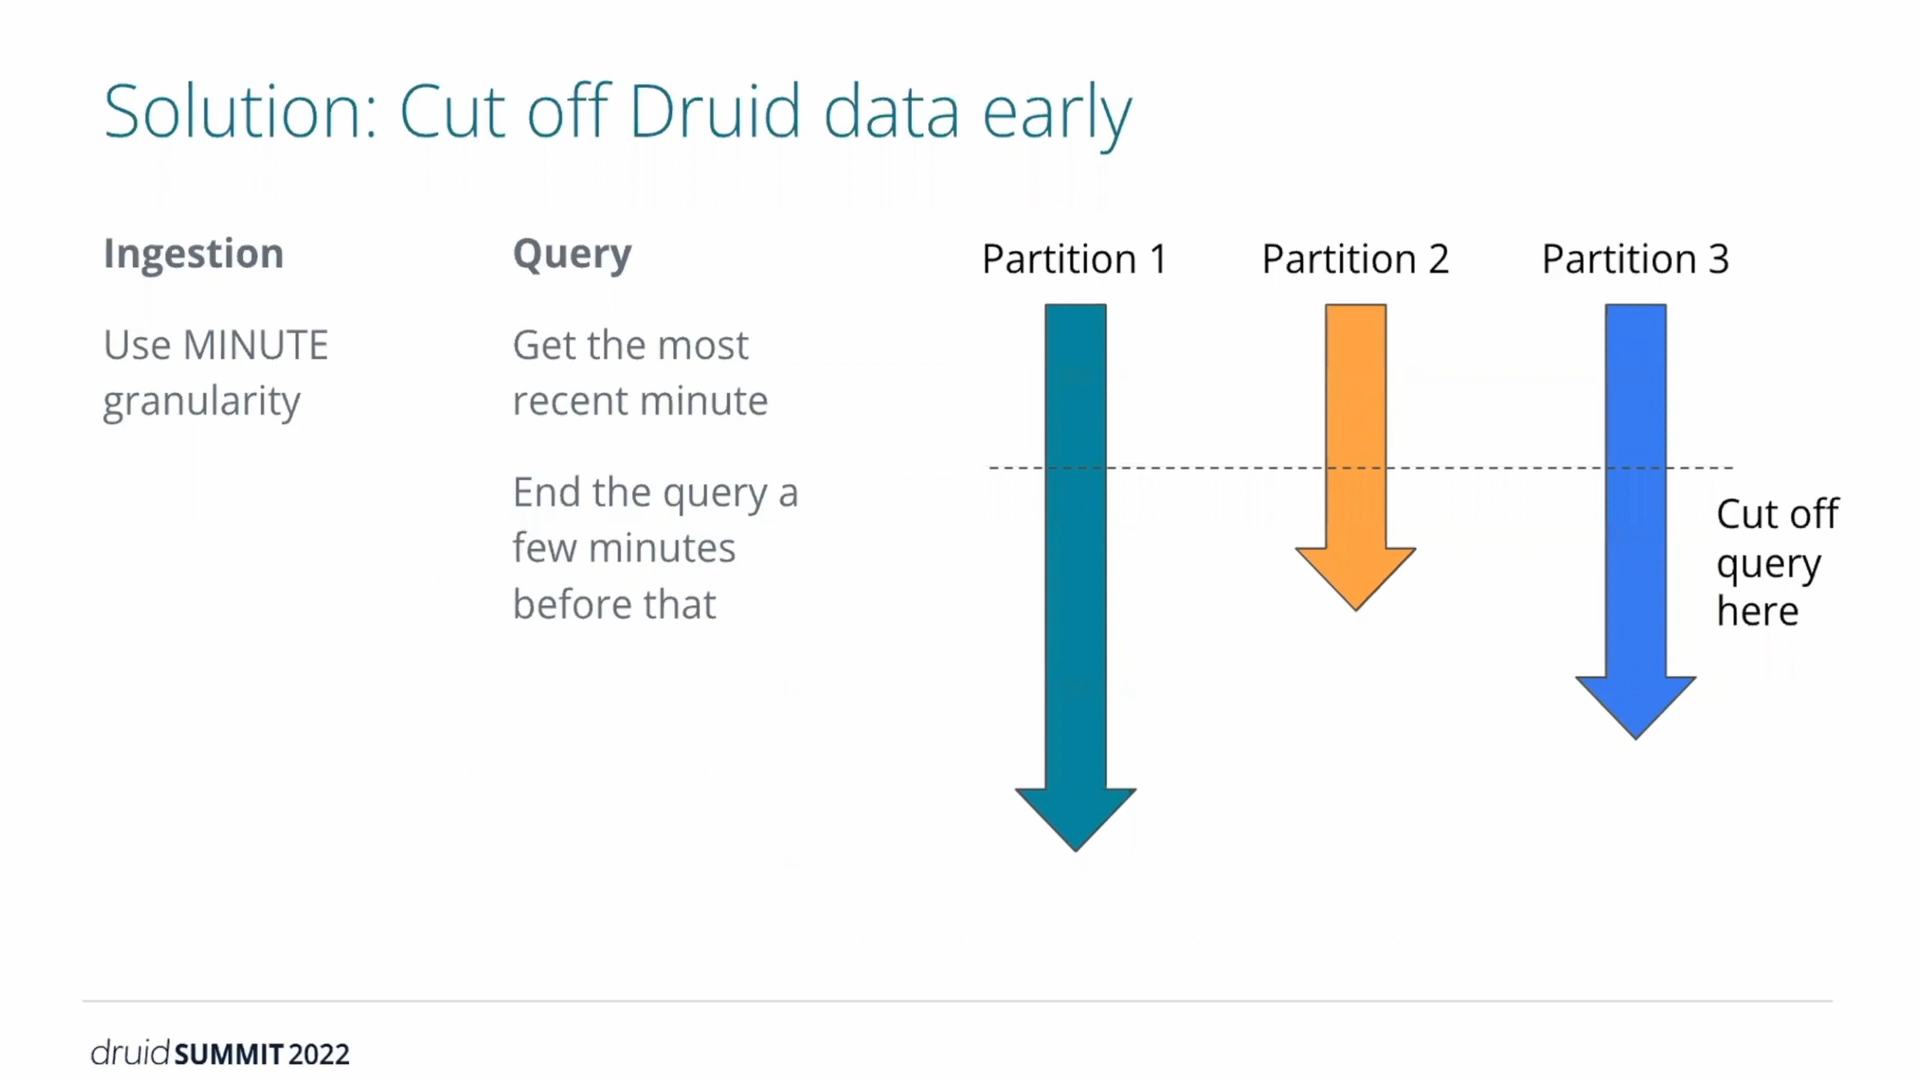 Solution: Cut off Druid data early
Ingestion
Use MINUTE
granularity
Query
Get the most
recent minute
End the query a
few minutes
before that
Partition 1
Partition 2
Partition 3
Cut off
query
here
druid SUMMIT 2022